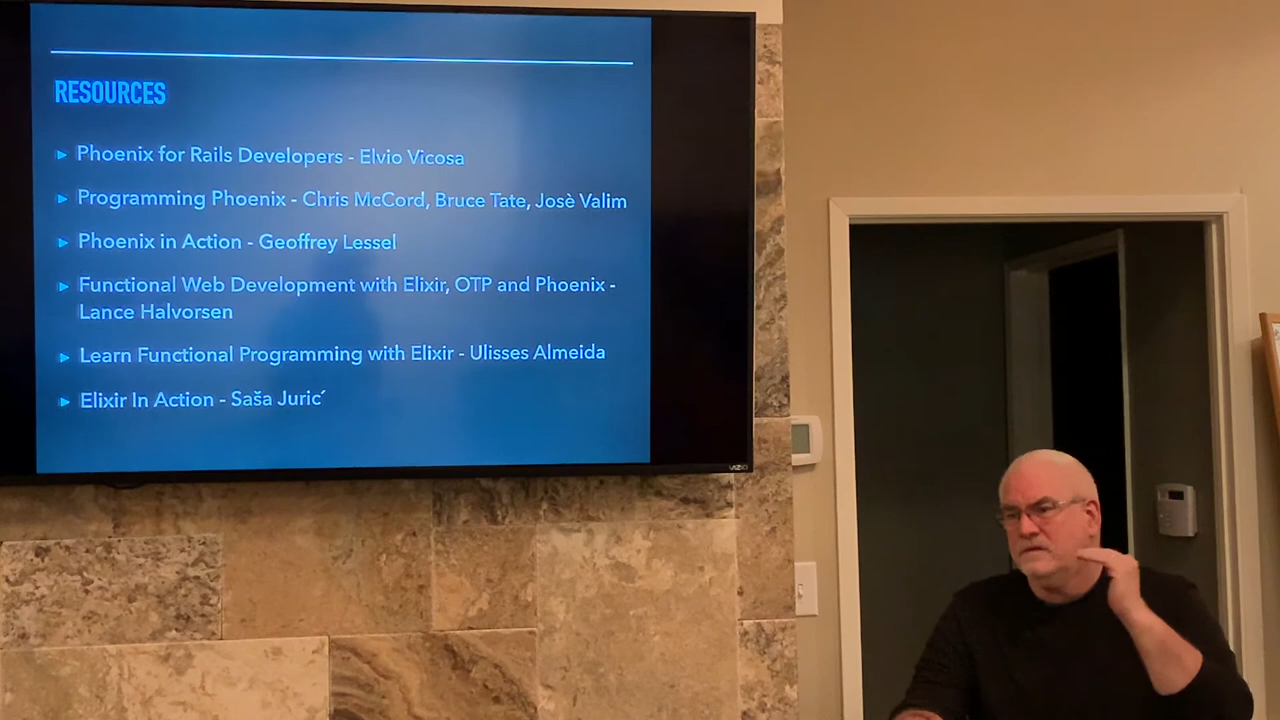 RESOURCES
Phoenix for Rails Developers - Elvio Vicosa
Programming Phoenix - Chris McCord, Bruce Tate, Josè Valim
Phoenix in Action - Geoffrey Lessel
Functional Web Development with Elixir, OTP and Phoenix -
Lance Halvorsen
Learn Functional Programming with Elixir - Ulisses Almeida
Elixir In Action - Saša Juric´
VIZIO